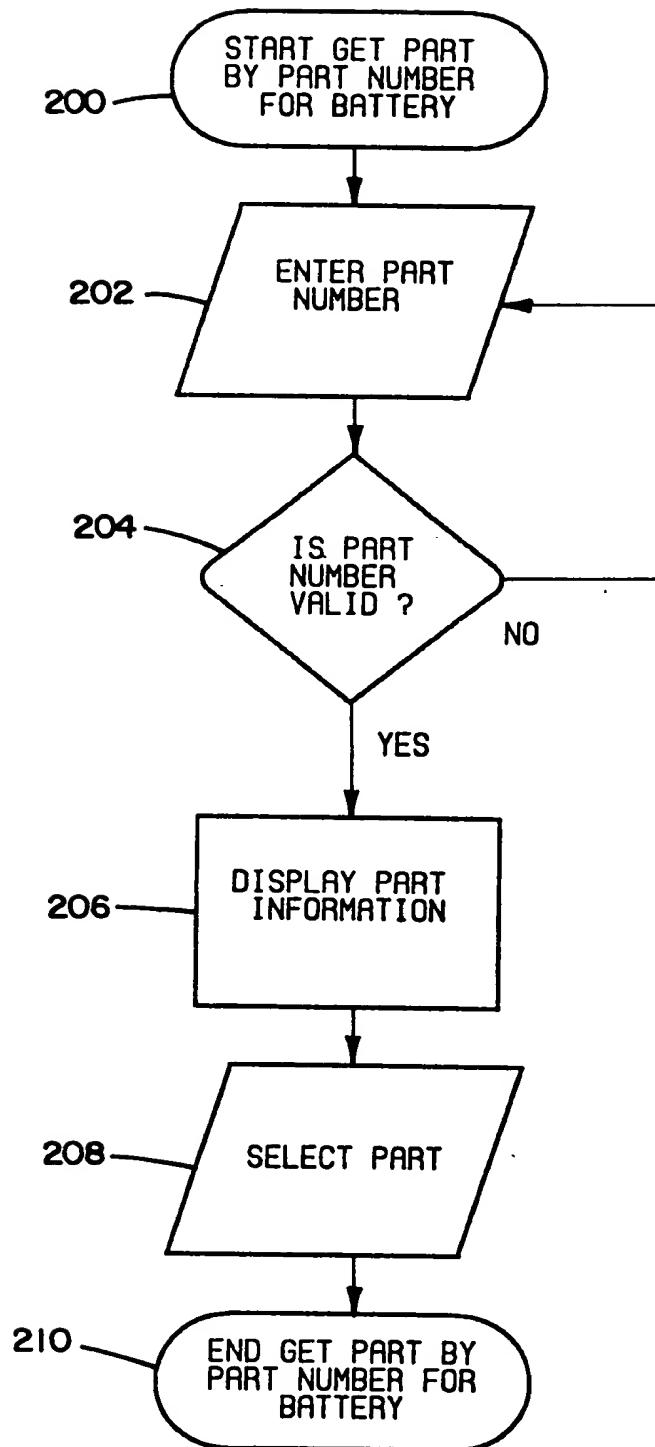 START GET PART
BY PART NUMBER
FOR BATTERY
200
ENTER PART
NUMBER
202
204
IS PART
NUMBER
VALID ?
NO
YES
DISPLAY PART
INFORMATION
206
208
SELECT PART
210
END GET PART BY
PART NUMBER FOR
BATTERY